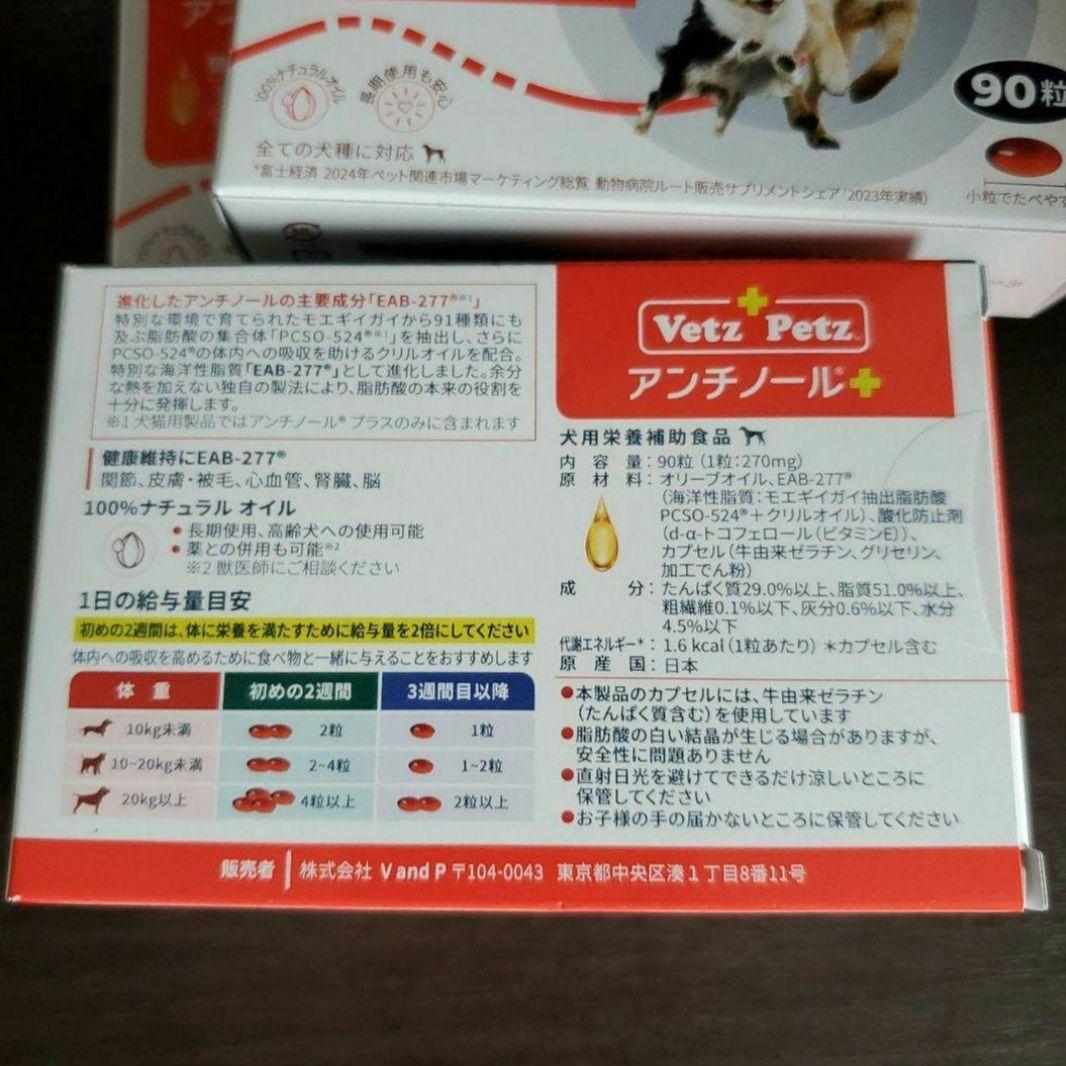 100%ナチュラルオイル
長期使用も安心
90粒
全ての犬種に対応
*富士経済 2024年ペット関連市場マーケティング総覧 動物病院ルート販売サプリメントシェア(2023年実績)
小粒でたべやす
進化したアンチノールの主要成分「EAB-277®※1」
特別な環境で育てられたモエギイガイから91種類にも
及ぶ脂肪酸の集合体「PCSO-524®※1」を抽出し、さらに
PCSO-524®の体内への吸収を助けるクリルオイルを配合。
特別な海洋性脂質「EAB-277®」として進化しました。余分
な熱を加えない独自の製法により、脂肪酸の本来の役割を
十分に発揮します。
※1 犬猫用製品ではアンチノール® プラスのみに含まれます
健康維持にEAB-277®
関節、皮膚・被毛、心血管、腎臓、脳
100%ナチュラル オイル
• 長期使用、高齢犬への使用可能
• 薬との併用も可能※2
※2 獣医師にご相談ください
1日の給与量目安
初めの2週間は、体に栄養を満たすために給与量を2倍にしてください
体内への吸収を高めるために食べ物と一緒に与えることをおすすめします
体 重 初めの2週間 3週間目以降
10kg未満 2粒 1粒
10~20kg未満 2~4粒 1~2粒
20kg以上 4粒以上 2粒以上
Vetz Petz
アンチノール®+
犬用栄養補助食品
内 容 量：90粒 (1粒:270mg)
原 材 料：オリーブオイル、EAB-277®
(海洋性脂質：モエギイガイ抽出脂肪酸
PCSO-524®+クリルオイル)、酸化防止剤
(d-α-トコフェロール(ビタミンE))、
カプセル(牛由来ゼラチン、グリセリン、
加工でん粉)
成 分：たんぱく質29.0%以上、脂質51.0%以上、
粗繊維0.1%以下、灰分0.6%以下、水分
4.5%以下
代謝エネルギー*：1.6 kcal(1粒あたり) *カプセル含む
原 産 国：日本
●本製品のカプセルには、牛由来ゼラチン
(たんぱく質含む)を使用しています
●脂肪酸の白い結晶が生じる場合がありますが、
安全性に問題ありません
●直射日光を避けてできるだけ涼しいところに
保管してください
●お子様の手の届かないところに保管してください
販売者 株式会社 V and P 〒104-0043 東京都中央区湊1丁目8番11号